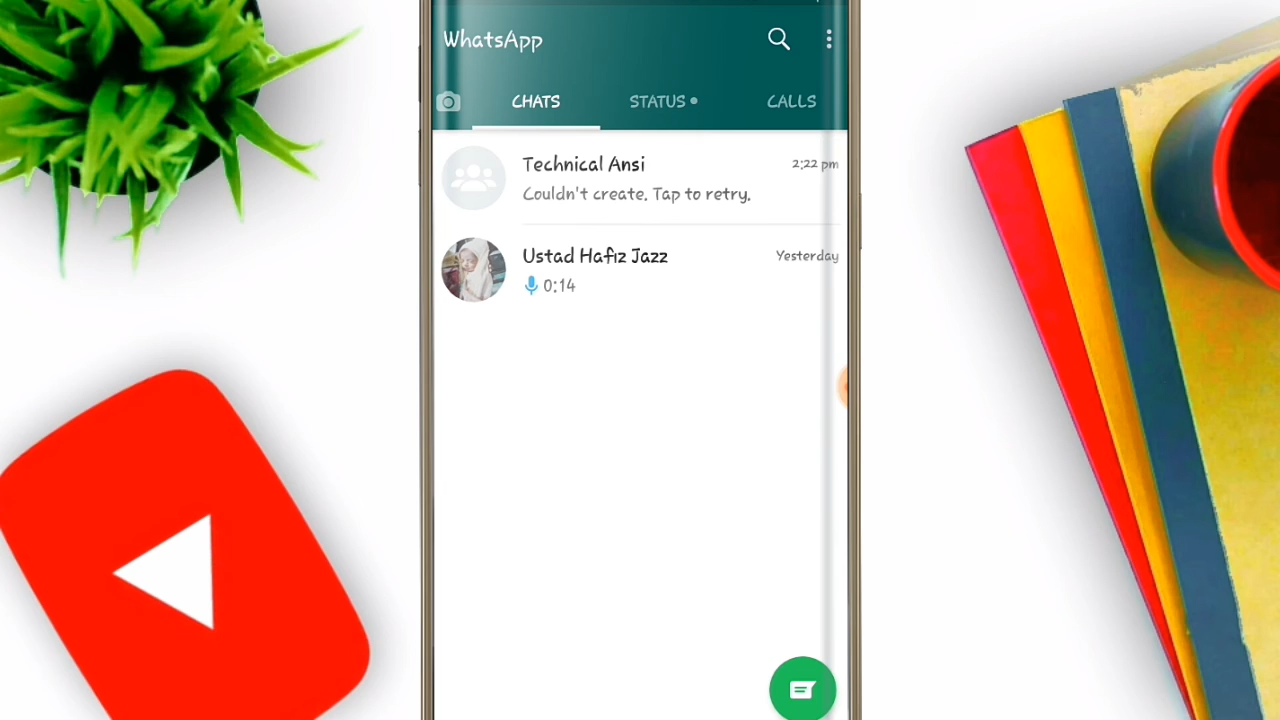 WhatsApp
CHATS STATUS CALLS
Technical Ansi 2:22 pm
Couldn't create. Tap to retry.
Ustad Hafiz Jazz Yesterday
0:14